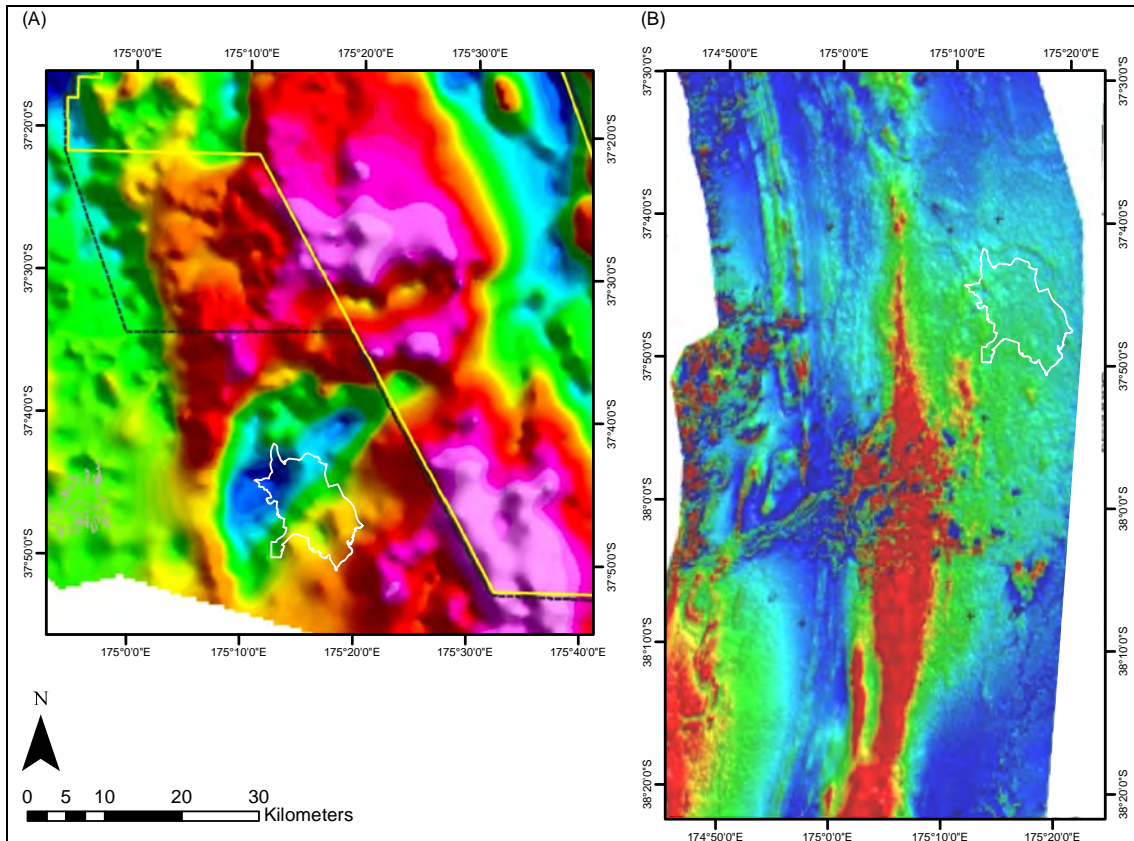 (A)
175°0'0"E 175°10'0"E 175°20'0"E 175°30'0"E
37°20'0"S
37°30'0"S
37°40'0"S
37°50'0"S
37°20'0"S
37°30'0"S
37°40'0"S
37°50'0"S
175°0'0"E 175°10'0"E 175°20'0"E 175°30'0"E 175°40'0"E
N
0 5 10 20 30
Kilometers
(B)
174°50'0"E 175°0'0"E 175°10'0"E 175°20'0"E
37°30'0"S
37°40'0"S
37°50'0"S
38°0'0"S
38°10'0"S
38°20'0"S
37°30'0"S
37°40'0"S
37°50'0"S
38°0'0"S
38°10'0"S
38°20'0"S
174°50'0"E 175°0'0"E 175°10'0"E 175°20'0"E